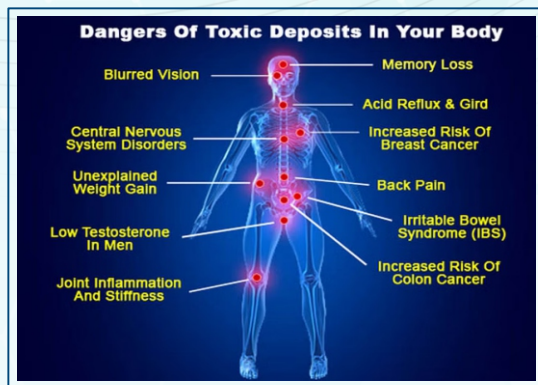 Dangers Of Toxic Deposits In Your Body
Memory Loss
Blurred Vision
Acid Reflux & Gird
Central Nervous
System Disorders
Increased Risk Of
Breast Cancer
Unexplained
Weight Gain
Back Pain
Low Testosterone
In Men
Irritable Bowel
Syndrome (IBS)
Joint Inflammation
And Stiffness
Increased Risk Of
Colon Cancer